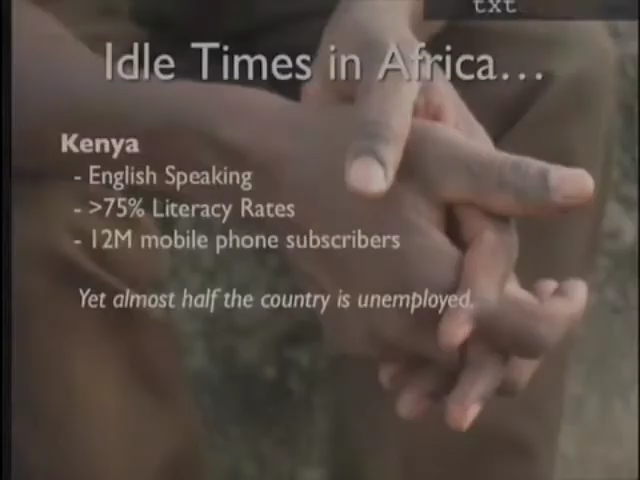 txt
Idle Times in Africa...
Kenya
- English Speaking
- >75% Literacy Rates
- 12M mobile phone subscribers
Yet almost half the country is unemployed.